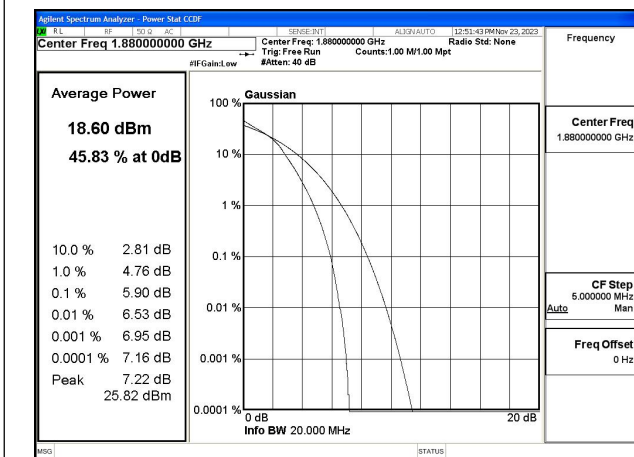 Agilent Spectrum Analyzer - Power Stat CCDF
RL RF 50 Ω AC SENSE:INT ALIGN AUTO 12:51:43 PM Nov 23, 2023
Center Freq 1.880000000 GHz
Center Freq: 1.880000000 GHz Radio Std: None
Trig: Free Run Counts:1.00 M/1.00 Mpt
#IFGain:Low #Atten: 40 dB
Frequency
Average Power
18.60 dBm
45.83 % at 0dB
10.0 % 2.81 dB
1.0 % 4.76 dB
0.1 % 5.90 dB
0.01 % 6.53 dB
0.001 % 6.95 dB
0.0001 % 7.16 dB
Peak 7.22 dB
25.82 dBm
Gaussian
100 %
10 %
1 %
0.1 %
0.01 %
0.001 %
0.0001 %
0 dB 20 dB
Info BW 20.000 MHz
Center Freq
1.880000000 GHz
CF Step
5.000000 MHz
Auto Man
Freq Offset
0 Hz
MSG STATUS